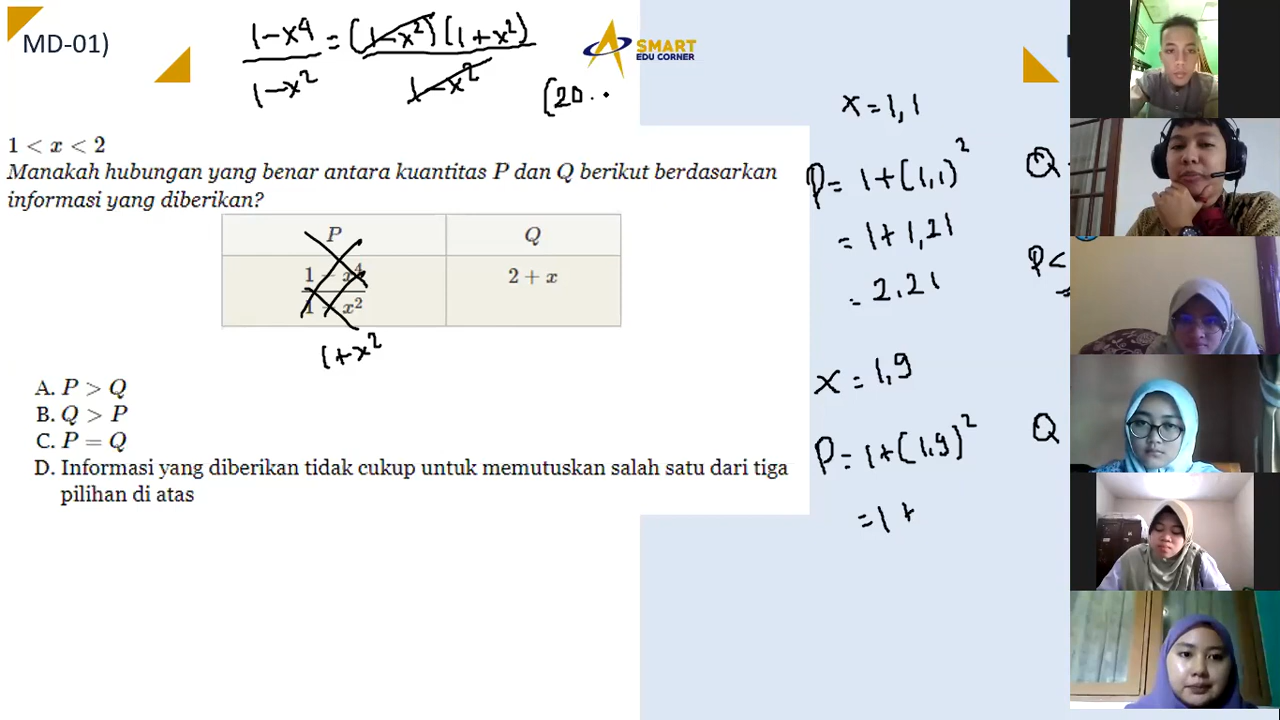 MD-01)
1-x⁴ / 1-x² = (1-x²)(1+x²) / 1-x²
(20.
SMART
EDU CORNER
1 < x < 2
Manakah hubungan yang benar antara kuantitas P dan Q berikut berdasarkan
informasi yang diberikan?
P Q
1 - x⁴ / 1 - x² 2 + x
1+x²
A. P > Q
B. Q > P
C. P = Q
D. Informasi yang diberikan tidak cukup untuk memutuskan salah satu dari tiga
pilihan di atas
x = 1,1
P = 1+(1,1)² Q
= 1+1,21
= 2,21
P<
x = 1,9
P = 1+(1,9)² Q
= 1 +